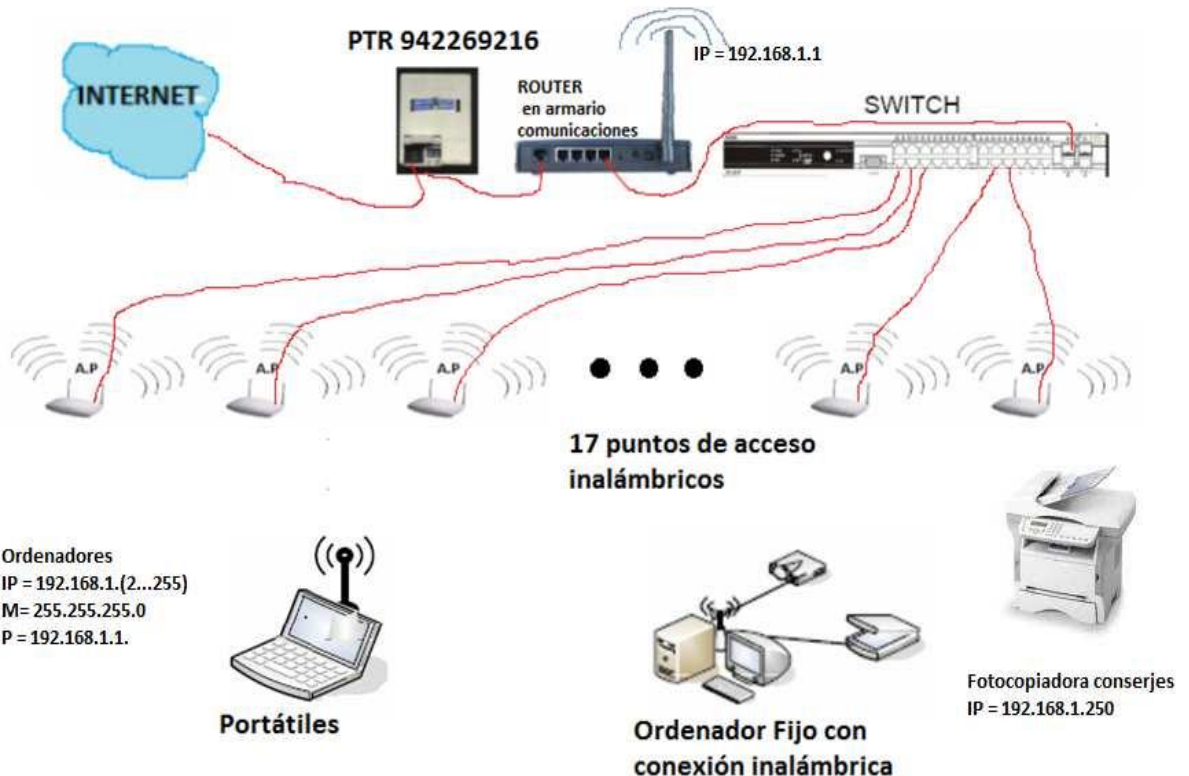 PTR 942269216
IP = 192.168.1.1
INTERNET
ROUTER
en armario
comunicaciones
SWITCH
A.P
A.P
A.P
A.P
A.P
17 puntos de acceso
inalámbricos
Ordenadores
IP = 192.168.1.(2...255)
M= 255.255.255.0
P = 192.168.1.1.
Portátiles
Ordenador Fijo con
conexión inalámbrica
Fotocopiadora conserjes
IP = 192.168.1.250